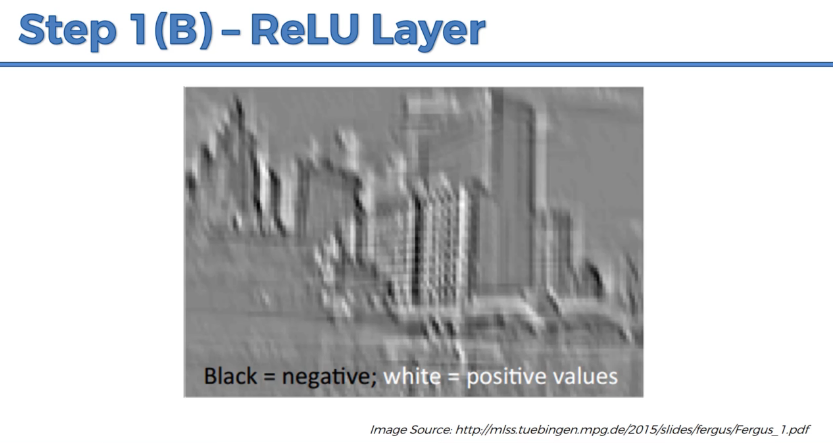 Step 1(B) – ReLU Layer
Black = negative; white = positive values
Image Source: http://mlss.tuebingen.mpg.de/2015/slides/fergus/Fergus_1.pdf